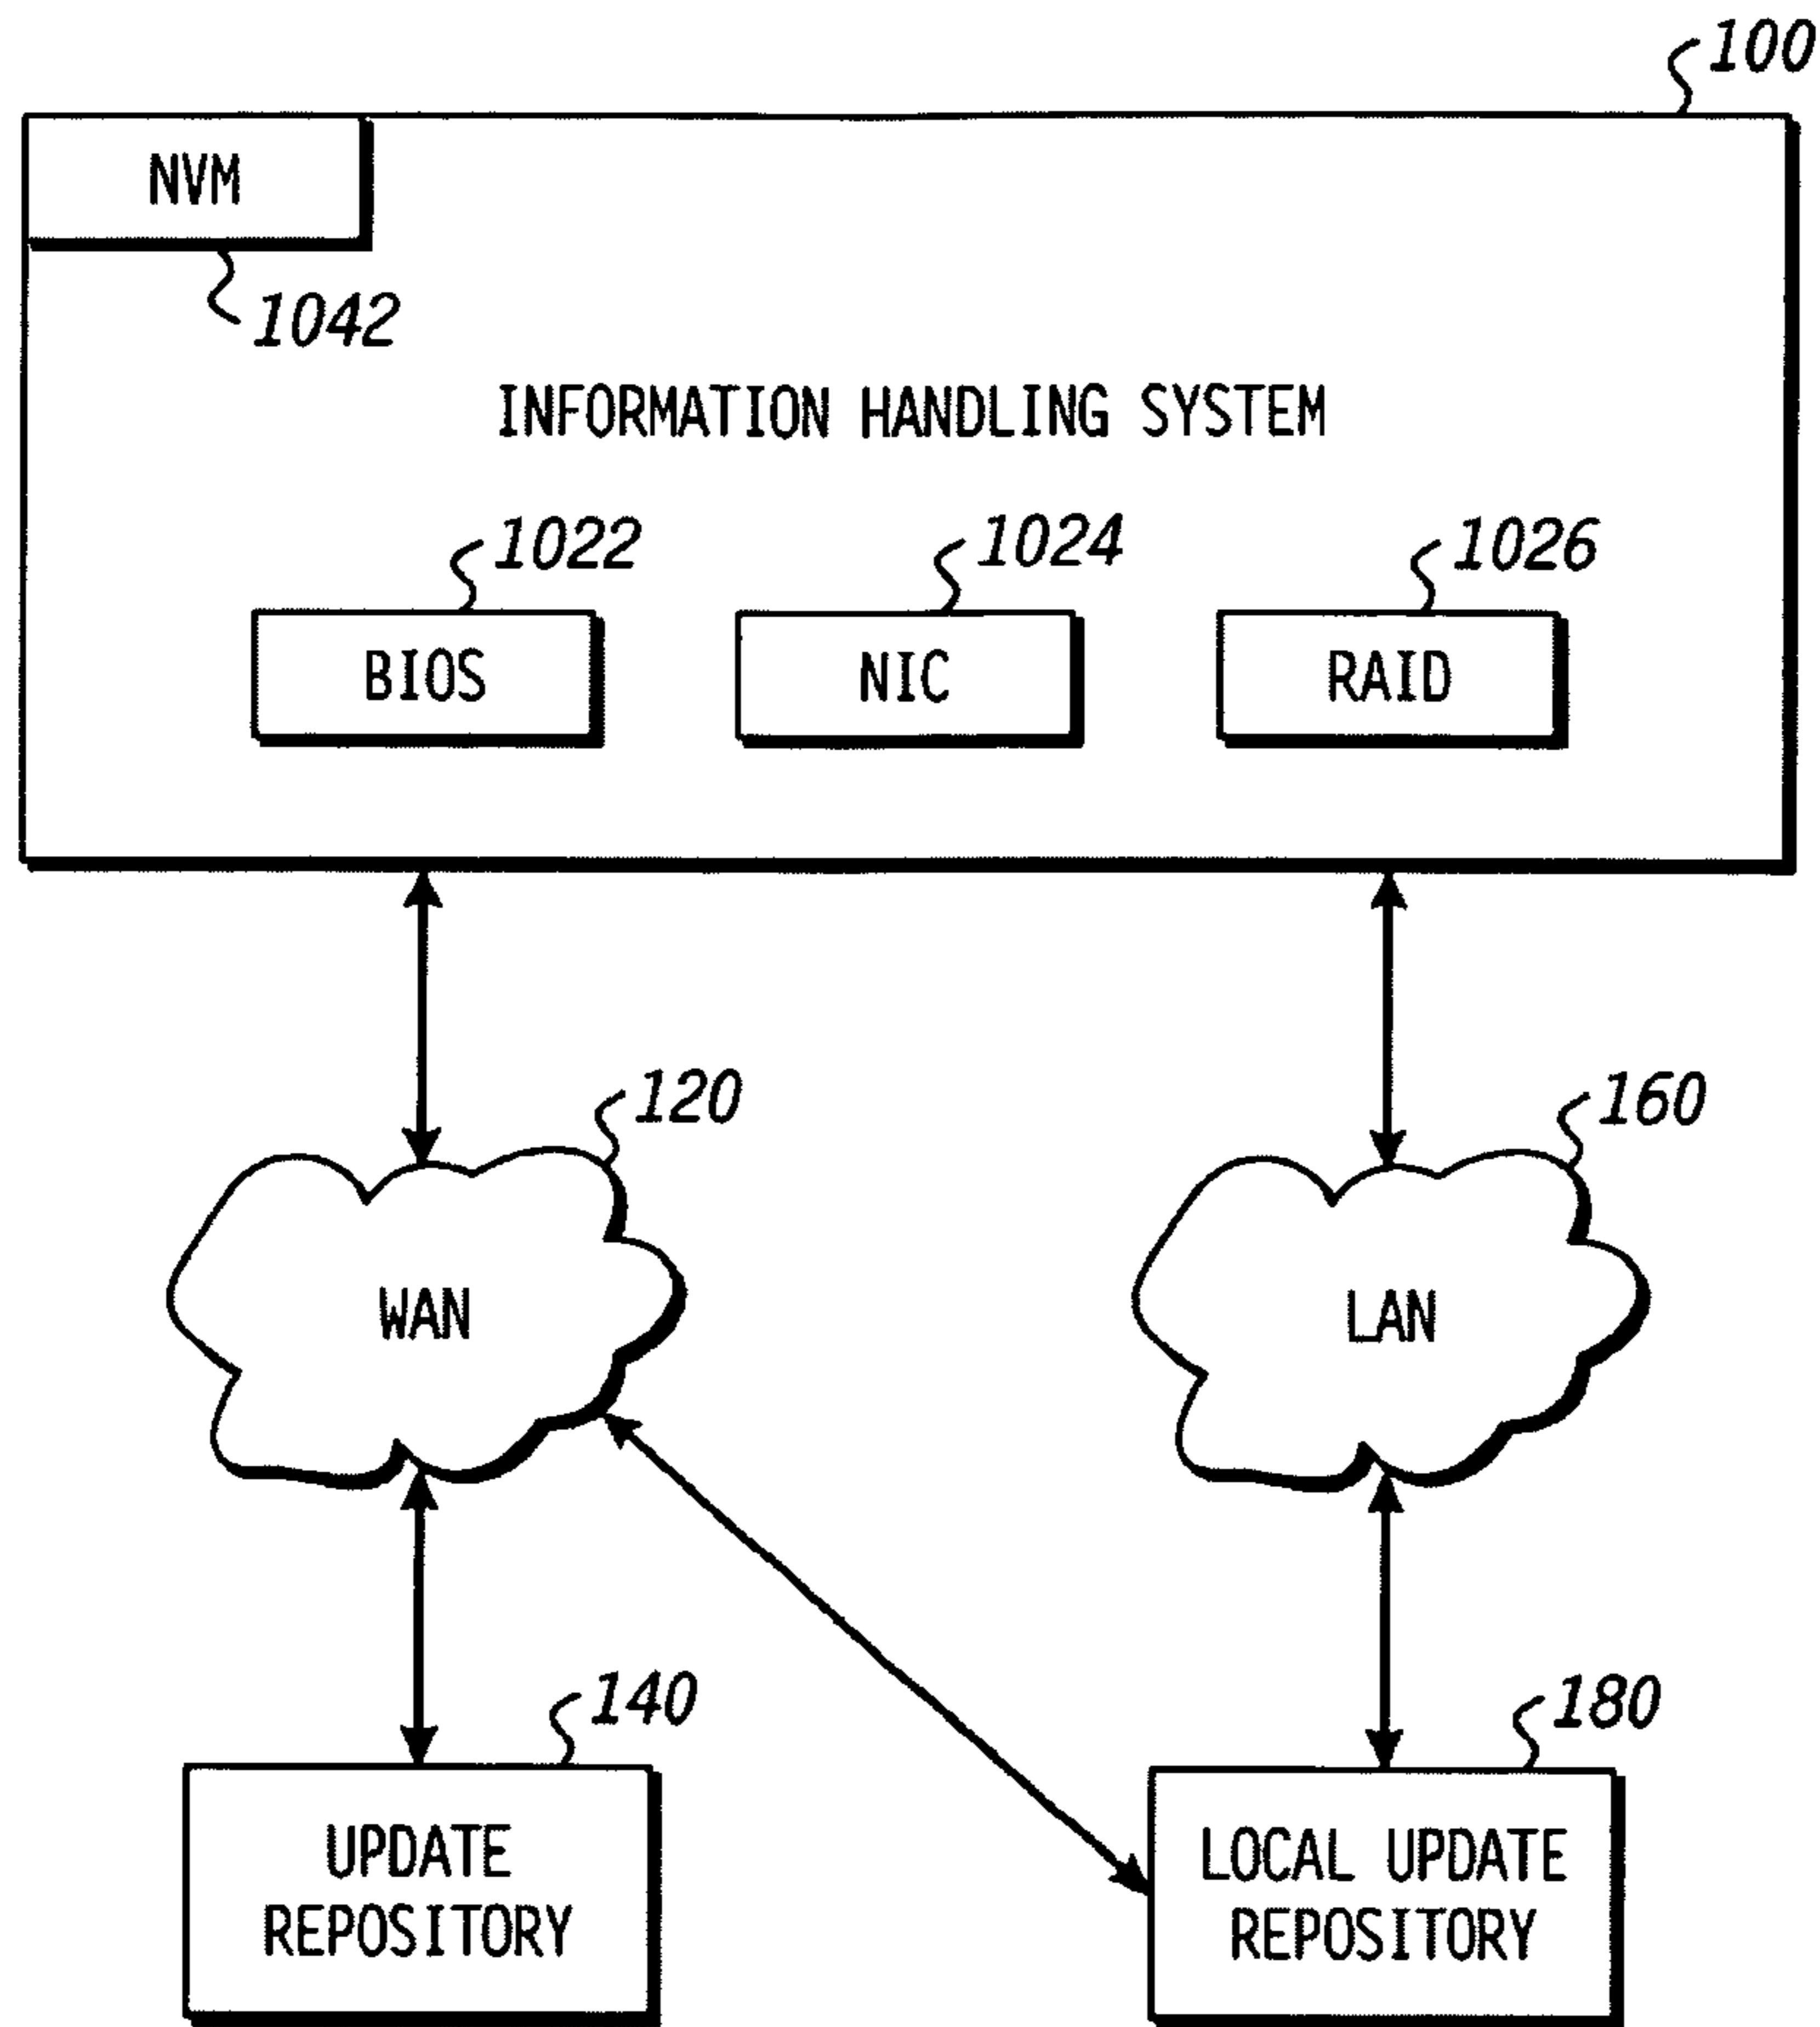 100
NVM
1042
INFORMATION HANDLING SYSTEM
1022
1024
1026
BIOS
NIC
RAID
120
160
WAN
LAN
140
180
UPDATE
REPOSITORY
LOCAL UPDATE
REPOSITORY